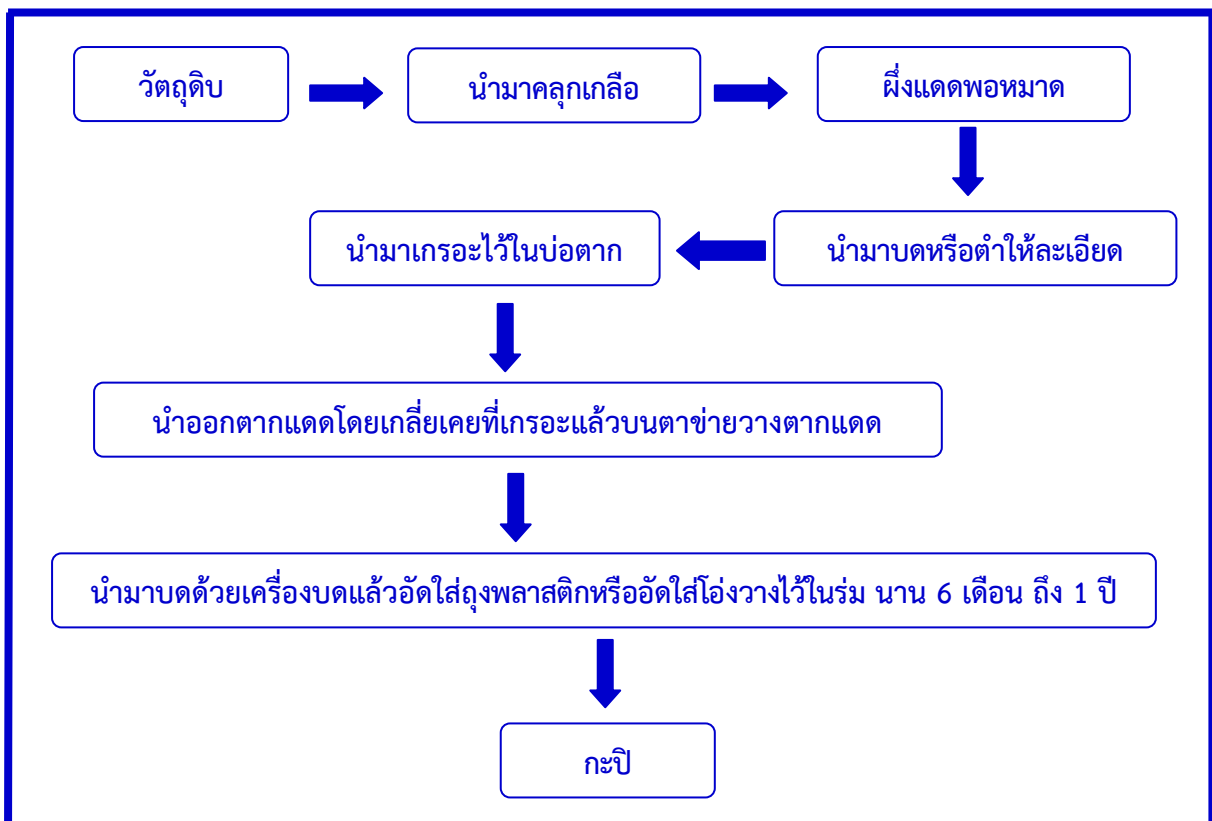 วัตถุดิบ
นำมาคลุกเกลือ
ผึ่งแดดพอหมาด
นำมาบดหรือตำให้ละเอียด
นำมาเกรอะไว้ในบ่อตาก
นำออกตากแดดโดยเกลี่ยเคยที่เกรอะแล้วบนตาข่ายวางตากแดด
นำมาบดด้วยเครื่องบดแล้วอัดใส่ถุงพลาสติกหรืออัดใส่โอ่งวางไว้ในร่ม นาน 6 เดือน ถึง 1 ปี
กะปิ